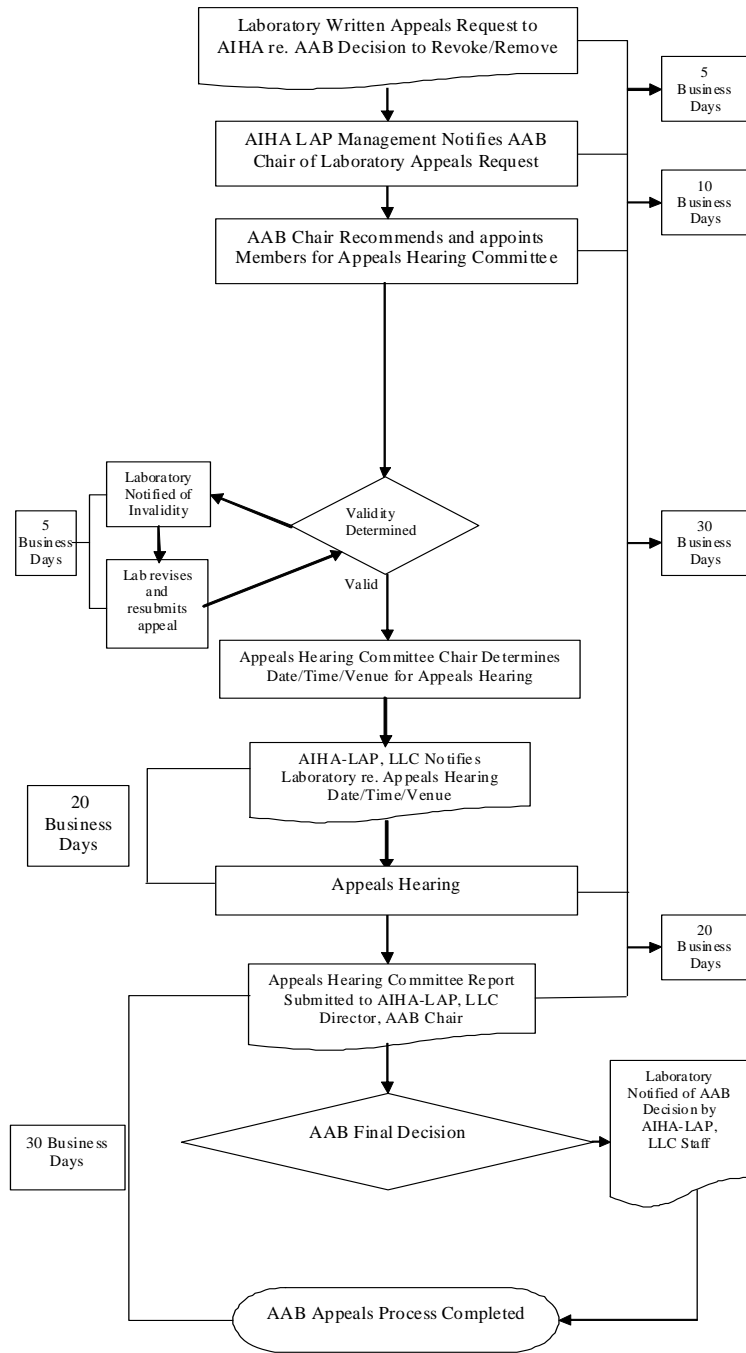 Laboratory Written Appeals Request to
AIHA re. AAB Decision to Revoke/Remove
5
Business
Days
AIHA LAP Management Notifies AAB
Chair of Laboratory Appeals Request
10
Business
Days
AAB Chair Recommends and appoints
Members for Appeals Hearing Committee
Laboratory
Notified of
Invalidity
5
Business
Days
Lab revises
and
resubmits
appeal
Validity
Determined
Valid
30
Business
Days
Appeals Hearing Committee Chair Determines
Date/Time/Venue for Appeals Hearing
AIHA-LAP, LLC Notifies
Laboratory re. Appeals Hearing
Date/Time/Venue
20
Business
Days
Appeals Hearing
20
Business
Days
Appeals Hearing Committee Report
Submitted to AIHA-LAP, LLC
Director, AAB Chair
AAB Final Decision
Laboratory
Notified of AAB
Decision by
AIHA-LAP,
LLC Staff
30 Business
Days
AAB Appeals Process Completed